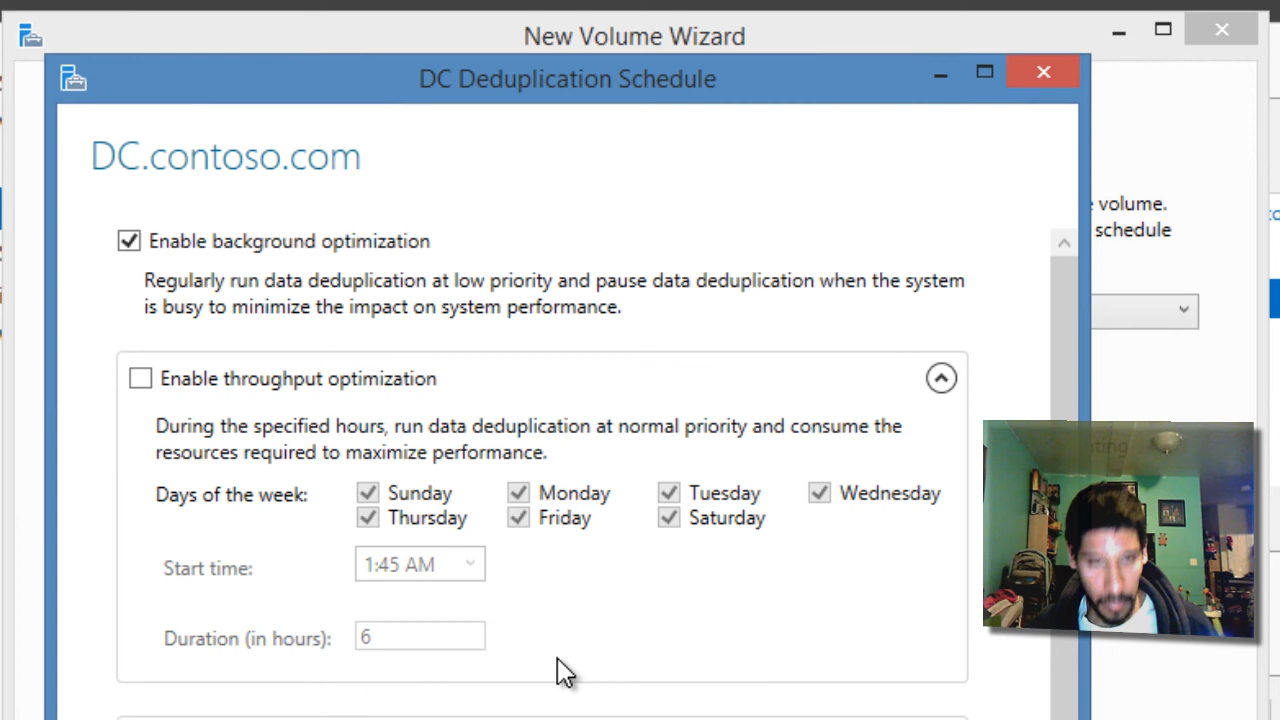 New Volume Wizard
DC Deduplication Schedule
DC.contoso.com
volume.
schedule
Enable background optimization
Regularly run data deduplication at low priority and pause data deduplication when the system
is busy to minimize the impact on system performance.
Enable throughput optimization
During the specified hours, run data deduplication at normal priority and consume the
resources required to maximize performance.
Days of the week: Sunday Monday Tuesday Wednesday
Thursday Friday Saturday
Start time: 1:45 AM
Duration (in hours): 6